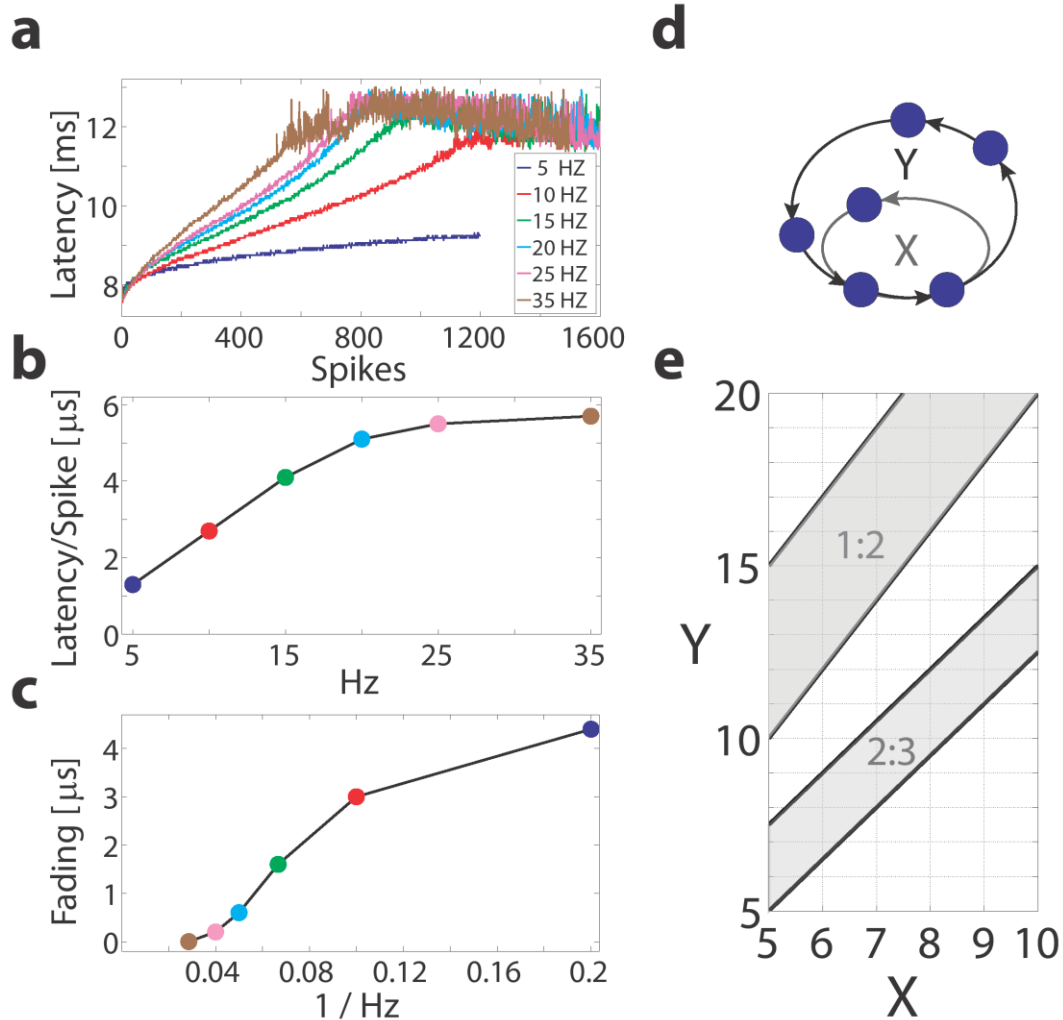 a
Latency [ms]
12
10
8
0
400
800
1200
1600
Spikes
5 HZ
10 HZ
15 HZ
20 HZ
25 HZ
35 HZ
b
Latency/Spike [μs]
6
4
2
0
5
15
25
35
Hz
c
Fading [μs]
4
3
2
1
0
0.04
0.08
0.12
0.16
0.2
1 / Hz
d
Y
X
e
20
15
10
5
Y
1:2
2:3
5
6
7
8
9
10
X